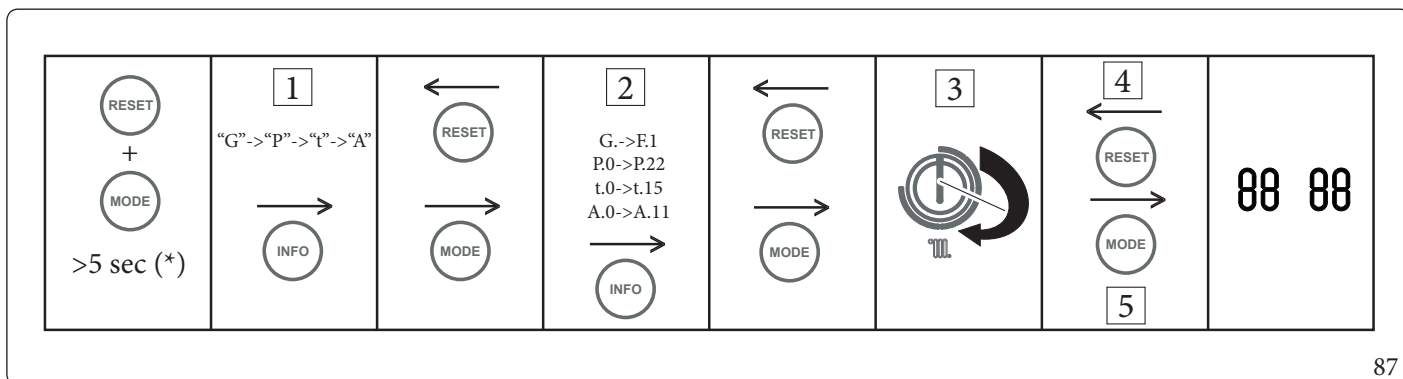 RESET
+
MODE
>5 sec (*)
1
“G”->“P”->“t”->“A”
INFO
RESET
MODE
2
G.->F.1
P.0->P.22
t.0->t.15
A.0->A.11
INFO
RESET
MODE
3
4
RESET
MODE
5
88 88
87